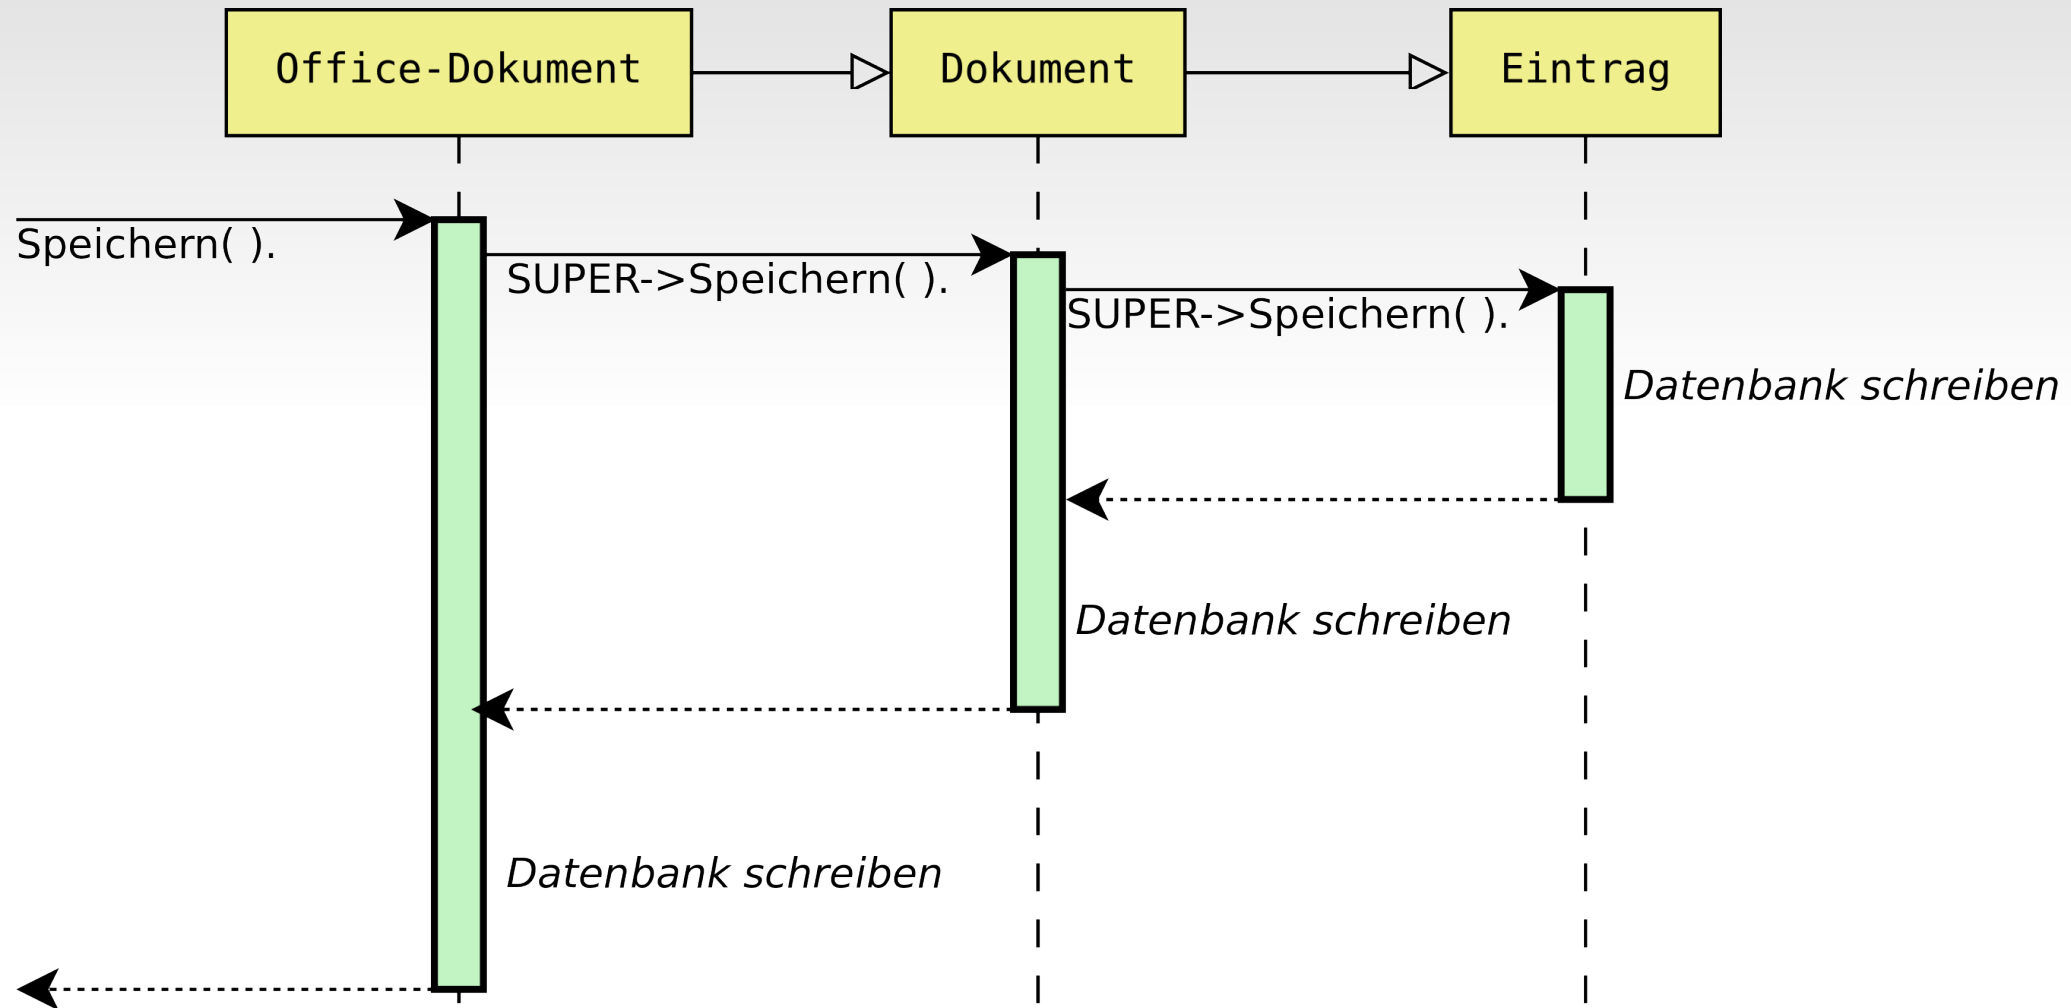 Office-Dokument
Dokument
Eintrag
Speichern( ).
SUPER->Speichern( ).
SUPER->Speichern( ).
Datenbank schreiben
Datenbank schreiben
Datenbank schreiben